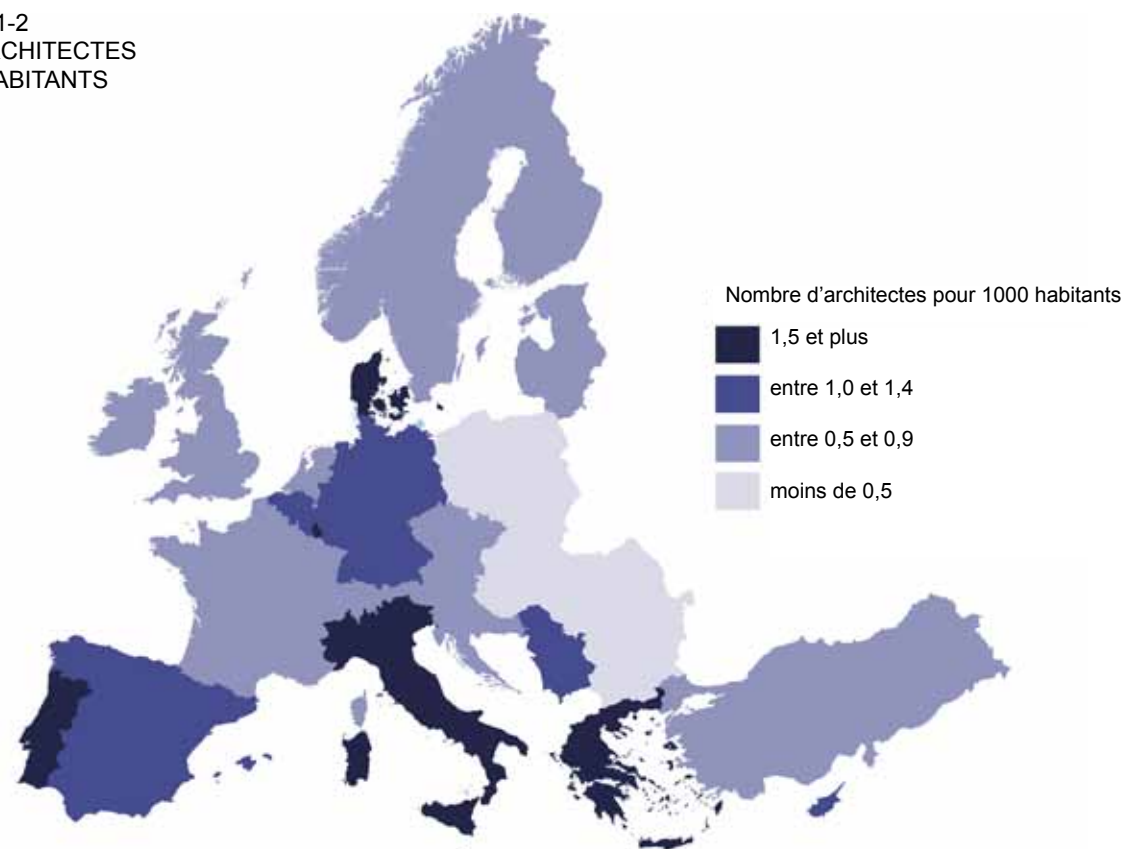 1-2
CHITECTES
ABITANTS
Nombre d’architectes pour 1000 habitants
1,5 et plus
entre 1,0 et 1,4
entre 0,5 et 0,9
moins de 0,5